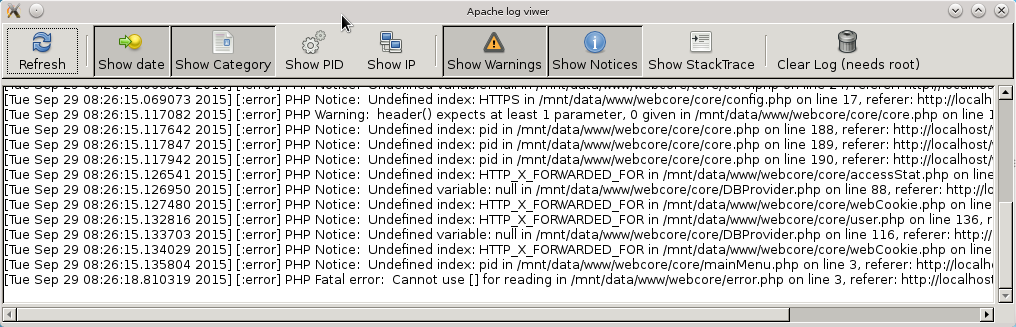 Apache log viwer
Refresh
Show date
Show Category
Show PID
Show IP
Show Warnings
Show Notices
Show StackTrace
Clear Log (needs root)
[Tue Sep 29 08:26:15.069073 2015] [:error] PHP Notice:  Undefined index: HTTPS in /mnt/data/www/webcore/core/config.php on line 17, referer: http://localh
[Tue Sep 29 08:26:15.117082 2015] [:error] PHP Warning:  header() expects at least 1 parameter, 0 given in /mnt/data/www/webcore/core/core.php on line 1
[Tue Sep 29 08:26:15.117642 2015] [:error] PHP Notice:  Undefined index: pid in /mnt/data/www/webcore/core/core.php on line 188, referer: http://localhost/
[Tue Sep 29 08:26:15.117847 2015] [:error] PHP Notice:  Undefined index: pid in /mnt/data/www/webcore/core/core.php on line 189, referer: http://localhost/
[Tue Sep 29 08:26:15.117942 2015] [:error] PHP Notice:  Undefined index: pid in /mnt/data/www/webcore/core/core.php on line 190, referer: http://localhost/
[Tue Sep 29 08:26:15.126541 2015] [:error] PHP Notice:  Undefined index: HTTP_X_FORWARDED_FOR in /mnt/data/www/webcore/core/accessStat.php on line
[Tue Sep 29 08:26:15.126950 2015] [:error] PHP Notice:  Undefined variable: null in /mnt/data/www/webcore/core/DBProvider.php on line 88, referer: http://lo
[Tue Sep 29 08:26:15.127480 2015] [:error] PHP Notice:  Undefined index: HTTP_X_FORWARDED_FOR in /mnt/data/www/webcore/core/webCookie.php on line
[Tue Sep 29 08:26:15.132816 2015] [:error] PHP Notice:  Undefined index: HTTP_X_FORWARDED_FOR in /mnt/data/www/webcore/core/user.php on line 136, r
[Tue Sep 29 08:26:15.133703 2015] [:error] PHP Notice:  Undefined variable: null in /mnt/data/www/webcore/core/DBProvider.php on line 116, referer: http://
[Tue Sep 29 08:26:15.134029 2015] [:error] PHP Notice:  Undefined index: HTTP_X_FORWARDED_FOR in /mnt/data/www/webcore/core/webCookie.php on line
[Tue Sep 29 08:26:15.135804 2015] [:error] PHP Notice:  Undefined index: pid in /mnt/data/www/webcore/core/mainMenu.php on line 3, referer: http://localh
[Tue Sep 29 08:26:18.810319 2015] [:error] PHP Fatal error:  Cannot use [] for reading in /mnt/data/www/webcore/error.php on line 3, referer: http://localhost